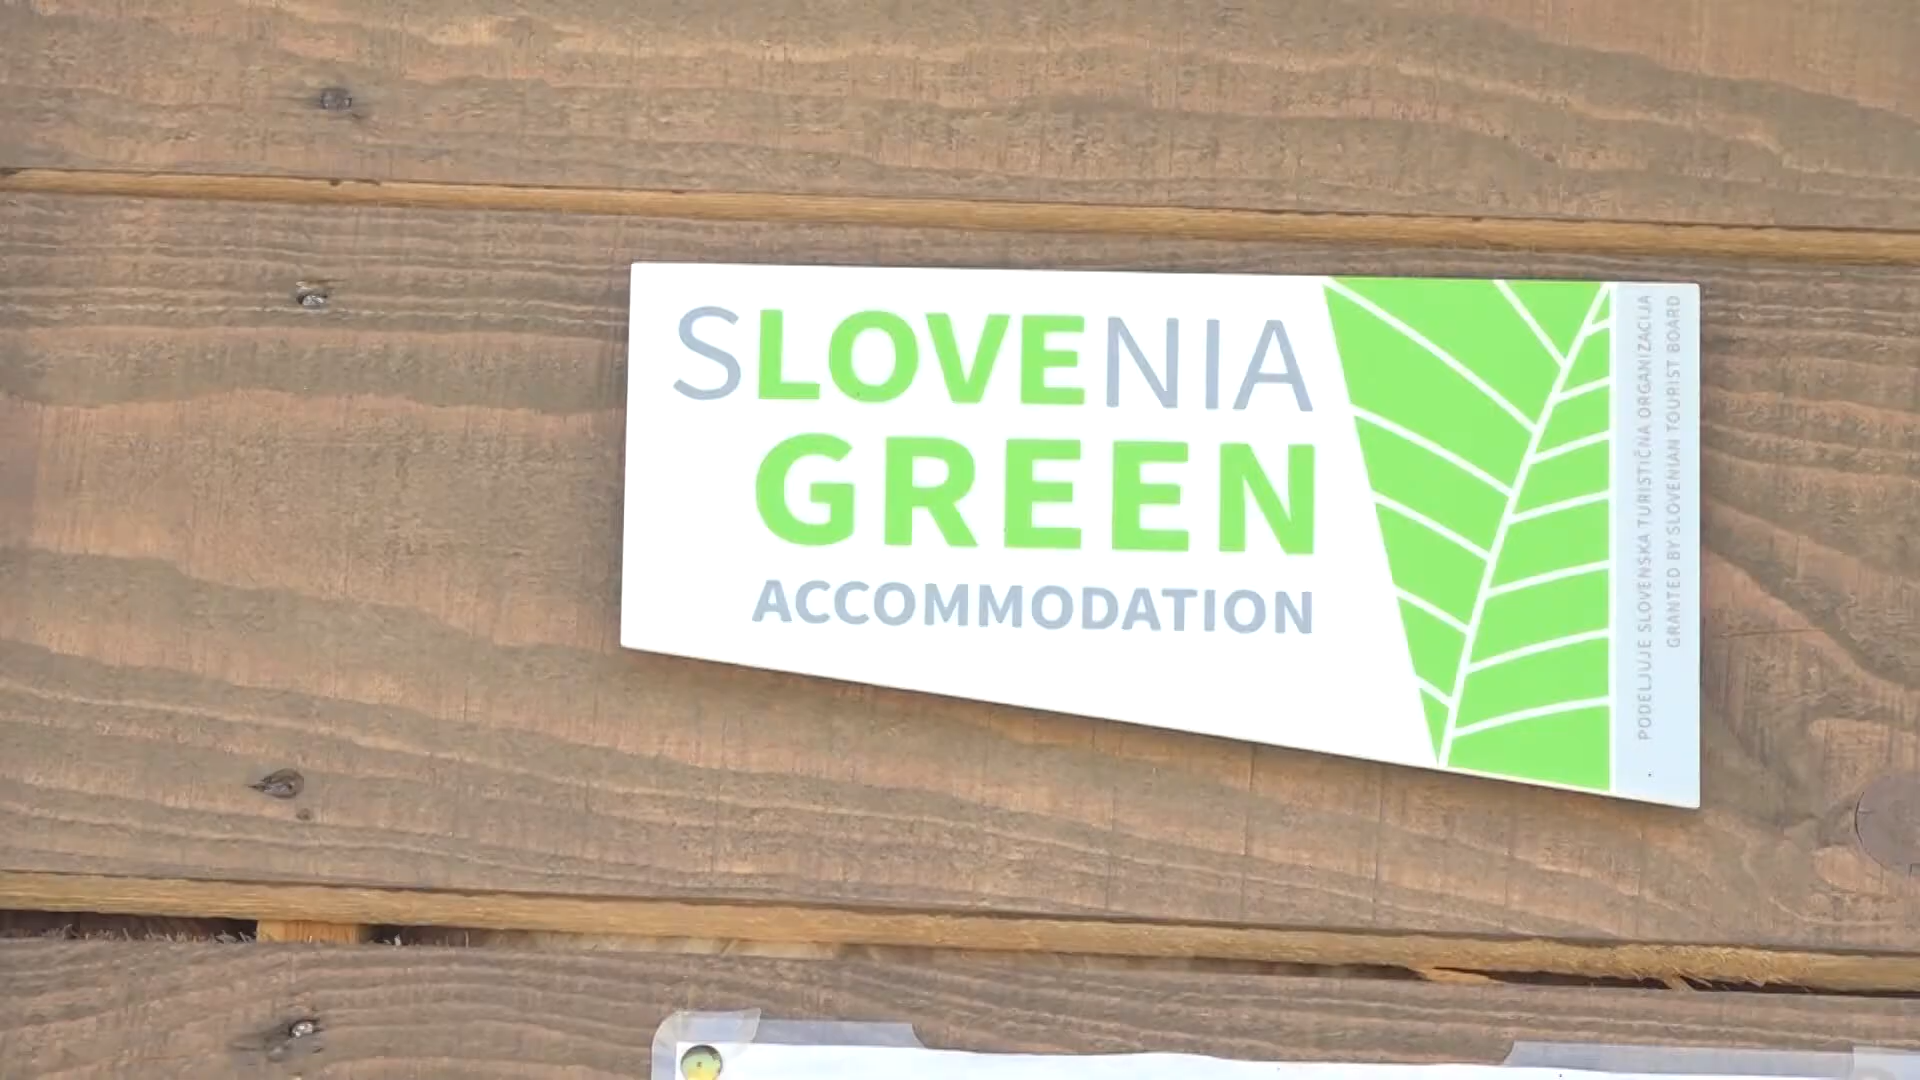 SLOVENIA
GREEN
ACCOMMODATION
PODELJUJE SLOVENSKA TURISTIČNA ORGANIZACIJA
GRANTED BY SLOVENIAN TOURIST BOARD